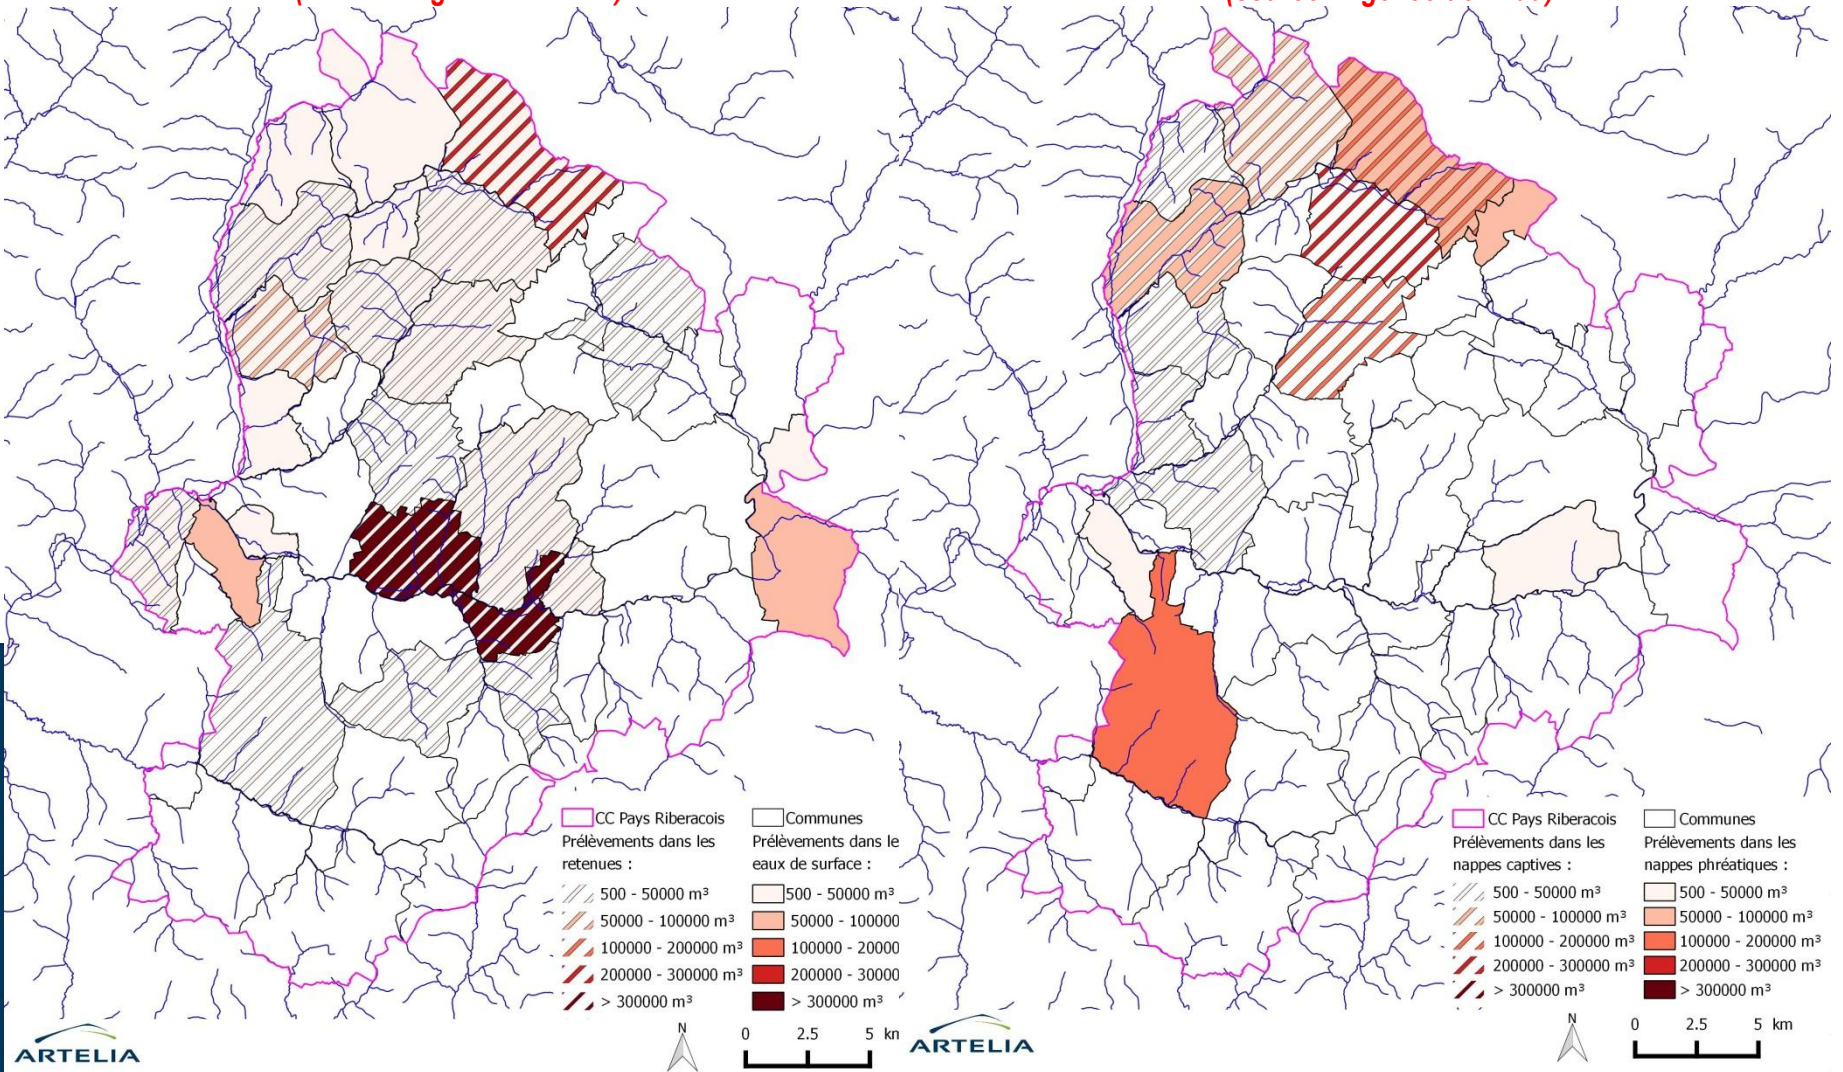 CC Pays Riberacois
Communes
Prélèvements dans les
retenues :
500 - 50000 m³
50000 - 100000 m³
100000 - 200000 m³
200000 - 300000 m³
> 300000 m³
Prélèvements dans le
eaux de surface :
500 - 50000 m³
50000 - 100000
100000 - 20000
200000 - 30000
> 300000 m³
ARTELIA
N
0 2.5 5 km
CC Pays Riberacois
Communes
Prélèvements dans les
nappes captives :
500 - 50000 m³
50000 - 100000 m³
100000 - 200000 m³
200000 - 300000 m³
> 300000 m³
Prélèvements dans les
nappes phréatiques :
500 - 50000 m³
50000 - 100000 m³
100000 - 200000 m³
200000 - 300000 m³
> 300000 m³
ARTELIA
N
0 2.5 5 km